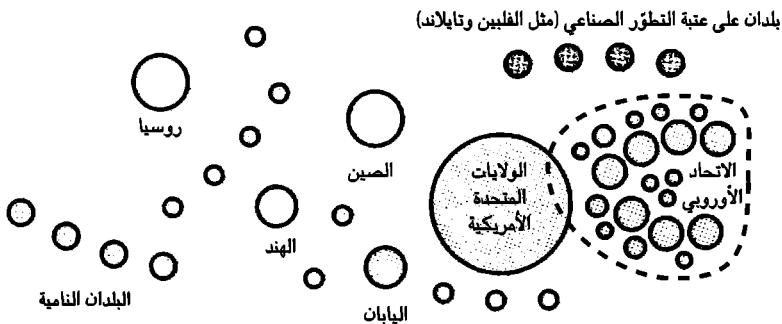 بلدان على عتبة التطوّر الصناعي (مثل الفلبين وتايلاند)
روسيا
الصين
الولايات
المتحدة
الأمريكية
الاتحاد
الأوروبي
الهند
البلدان النامية
اليابان